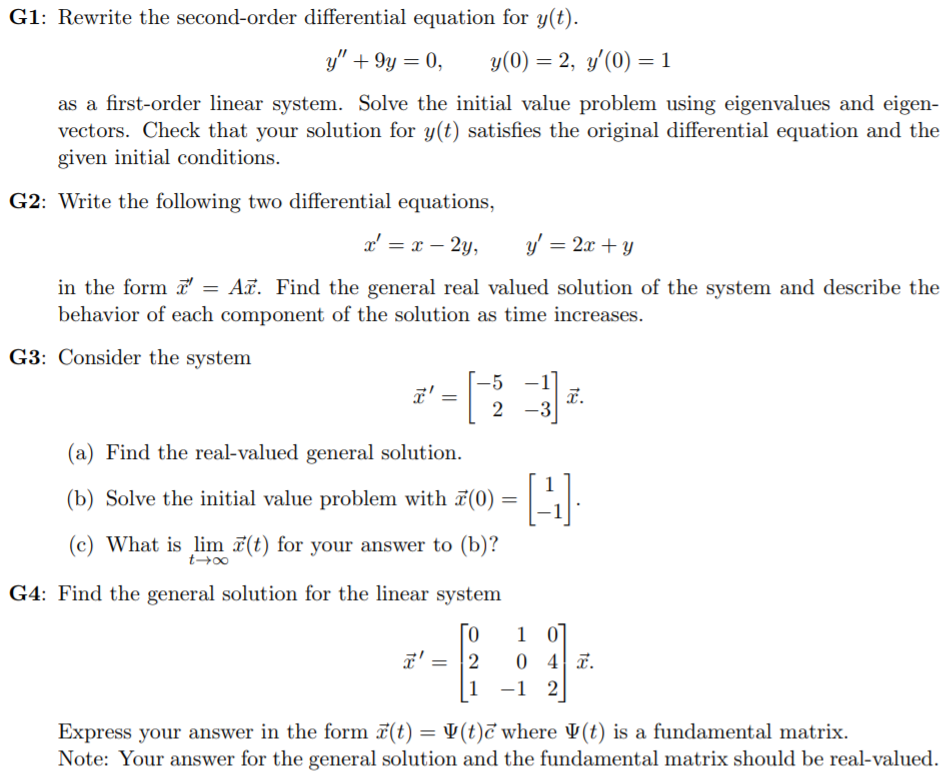 G1: Rewrite the second-order differential equation for y(t).
y″ + 9y = 0,    y(0) = 2, y′(0) = 1
as a first-order linear system. Solve the initial value problem using eigenvalues and eigen-
vectors. Check that your solution for y(t) satisfies the original differential equation and the
given initial conditions.
G2: Write the following two differential equations,
x′ = x − 2y,    y′ = 2x + y
in the form x⃗′ = Ax⃗. Find the general real valued solution of the system and describe the
behavior of each component of the solution as time increases.
G3: Consider the system
x⃗′ = [−5 −1; 2 −3] x⃗.
(a) Find the real-valued general solution.
(b) Solve the initial value problem with x⃗(0) = [1; −1].
(c) What is lim t→∞ x⃗(t) for your answer to (b)?
G4: Find the general solution for the linear system
x⃗′ = [0 1 0; 2 0 4; 1 −1 2] x⃗.
Express your answer in the form x⃗(t) = Ψ(t)c⃗ where Ψ(t) is a fundamental matrix.
Note: Your answer for the general solution and the fundamental matrix should be real-valued.